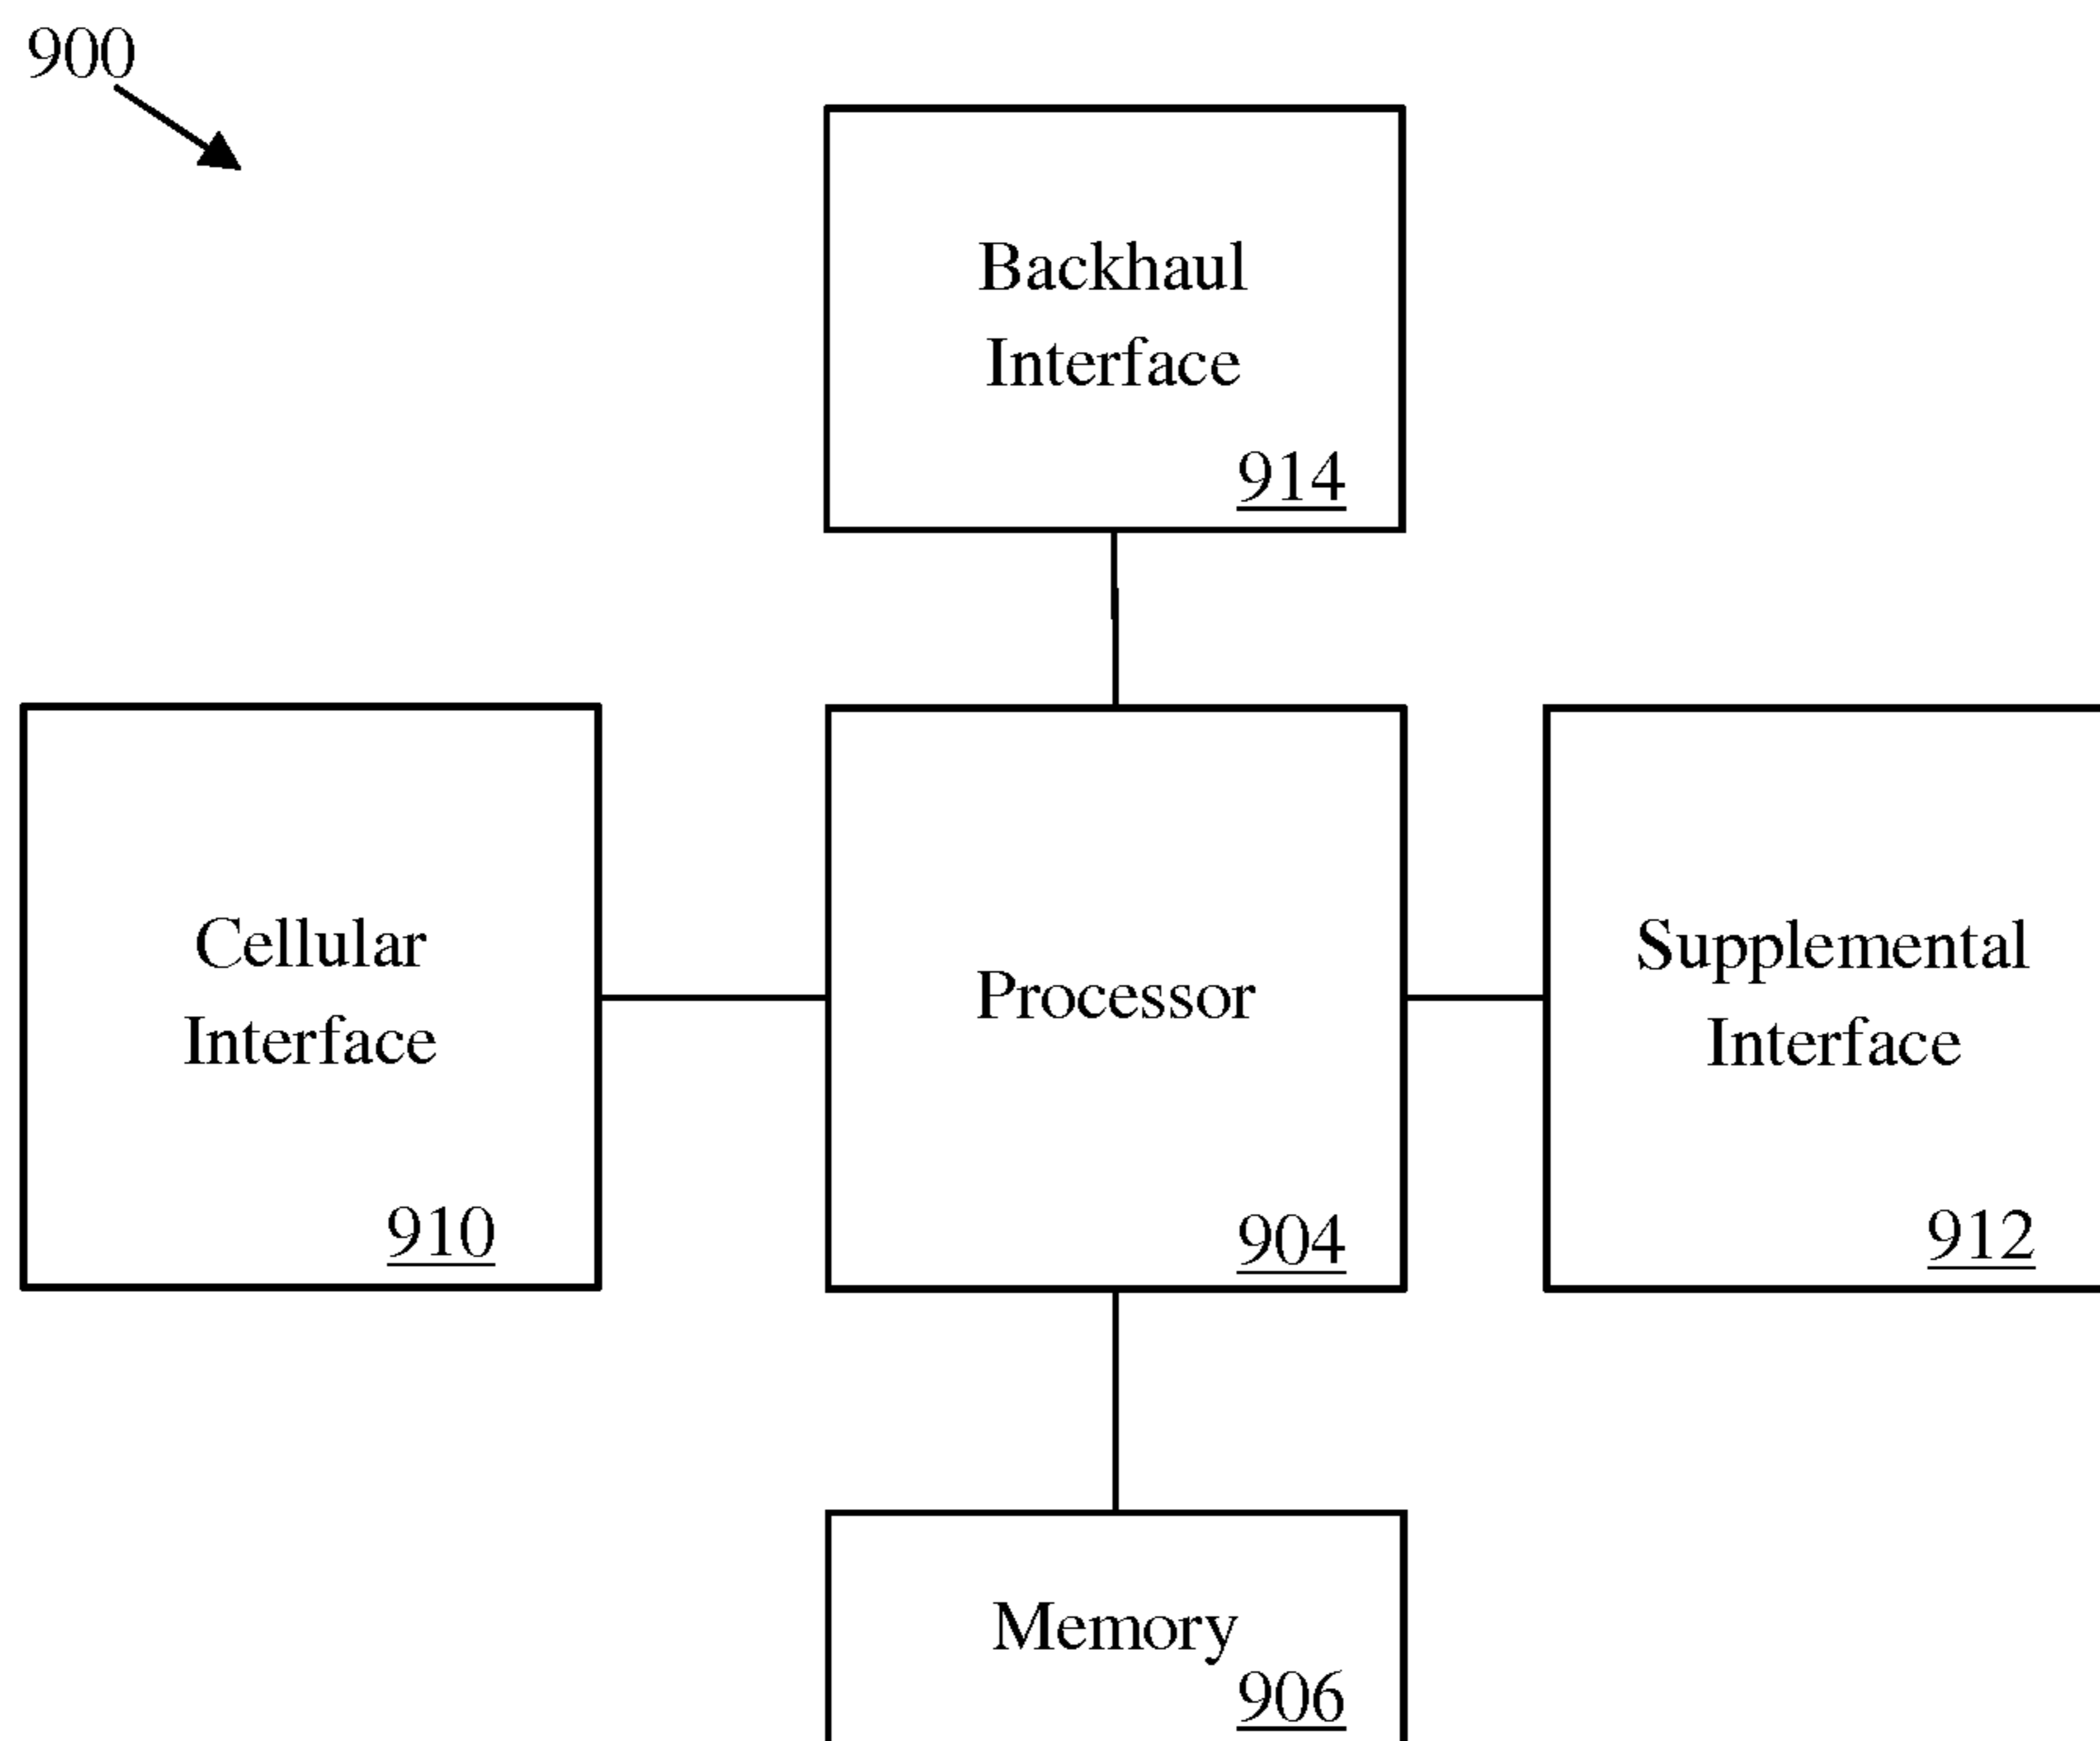 900
Backhaul
Interface
914
Cellular
Interface
910
Processor
904
Supplemental
Interface
912
Memory
906